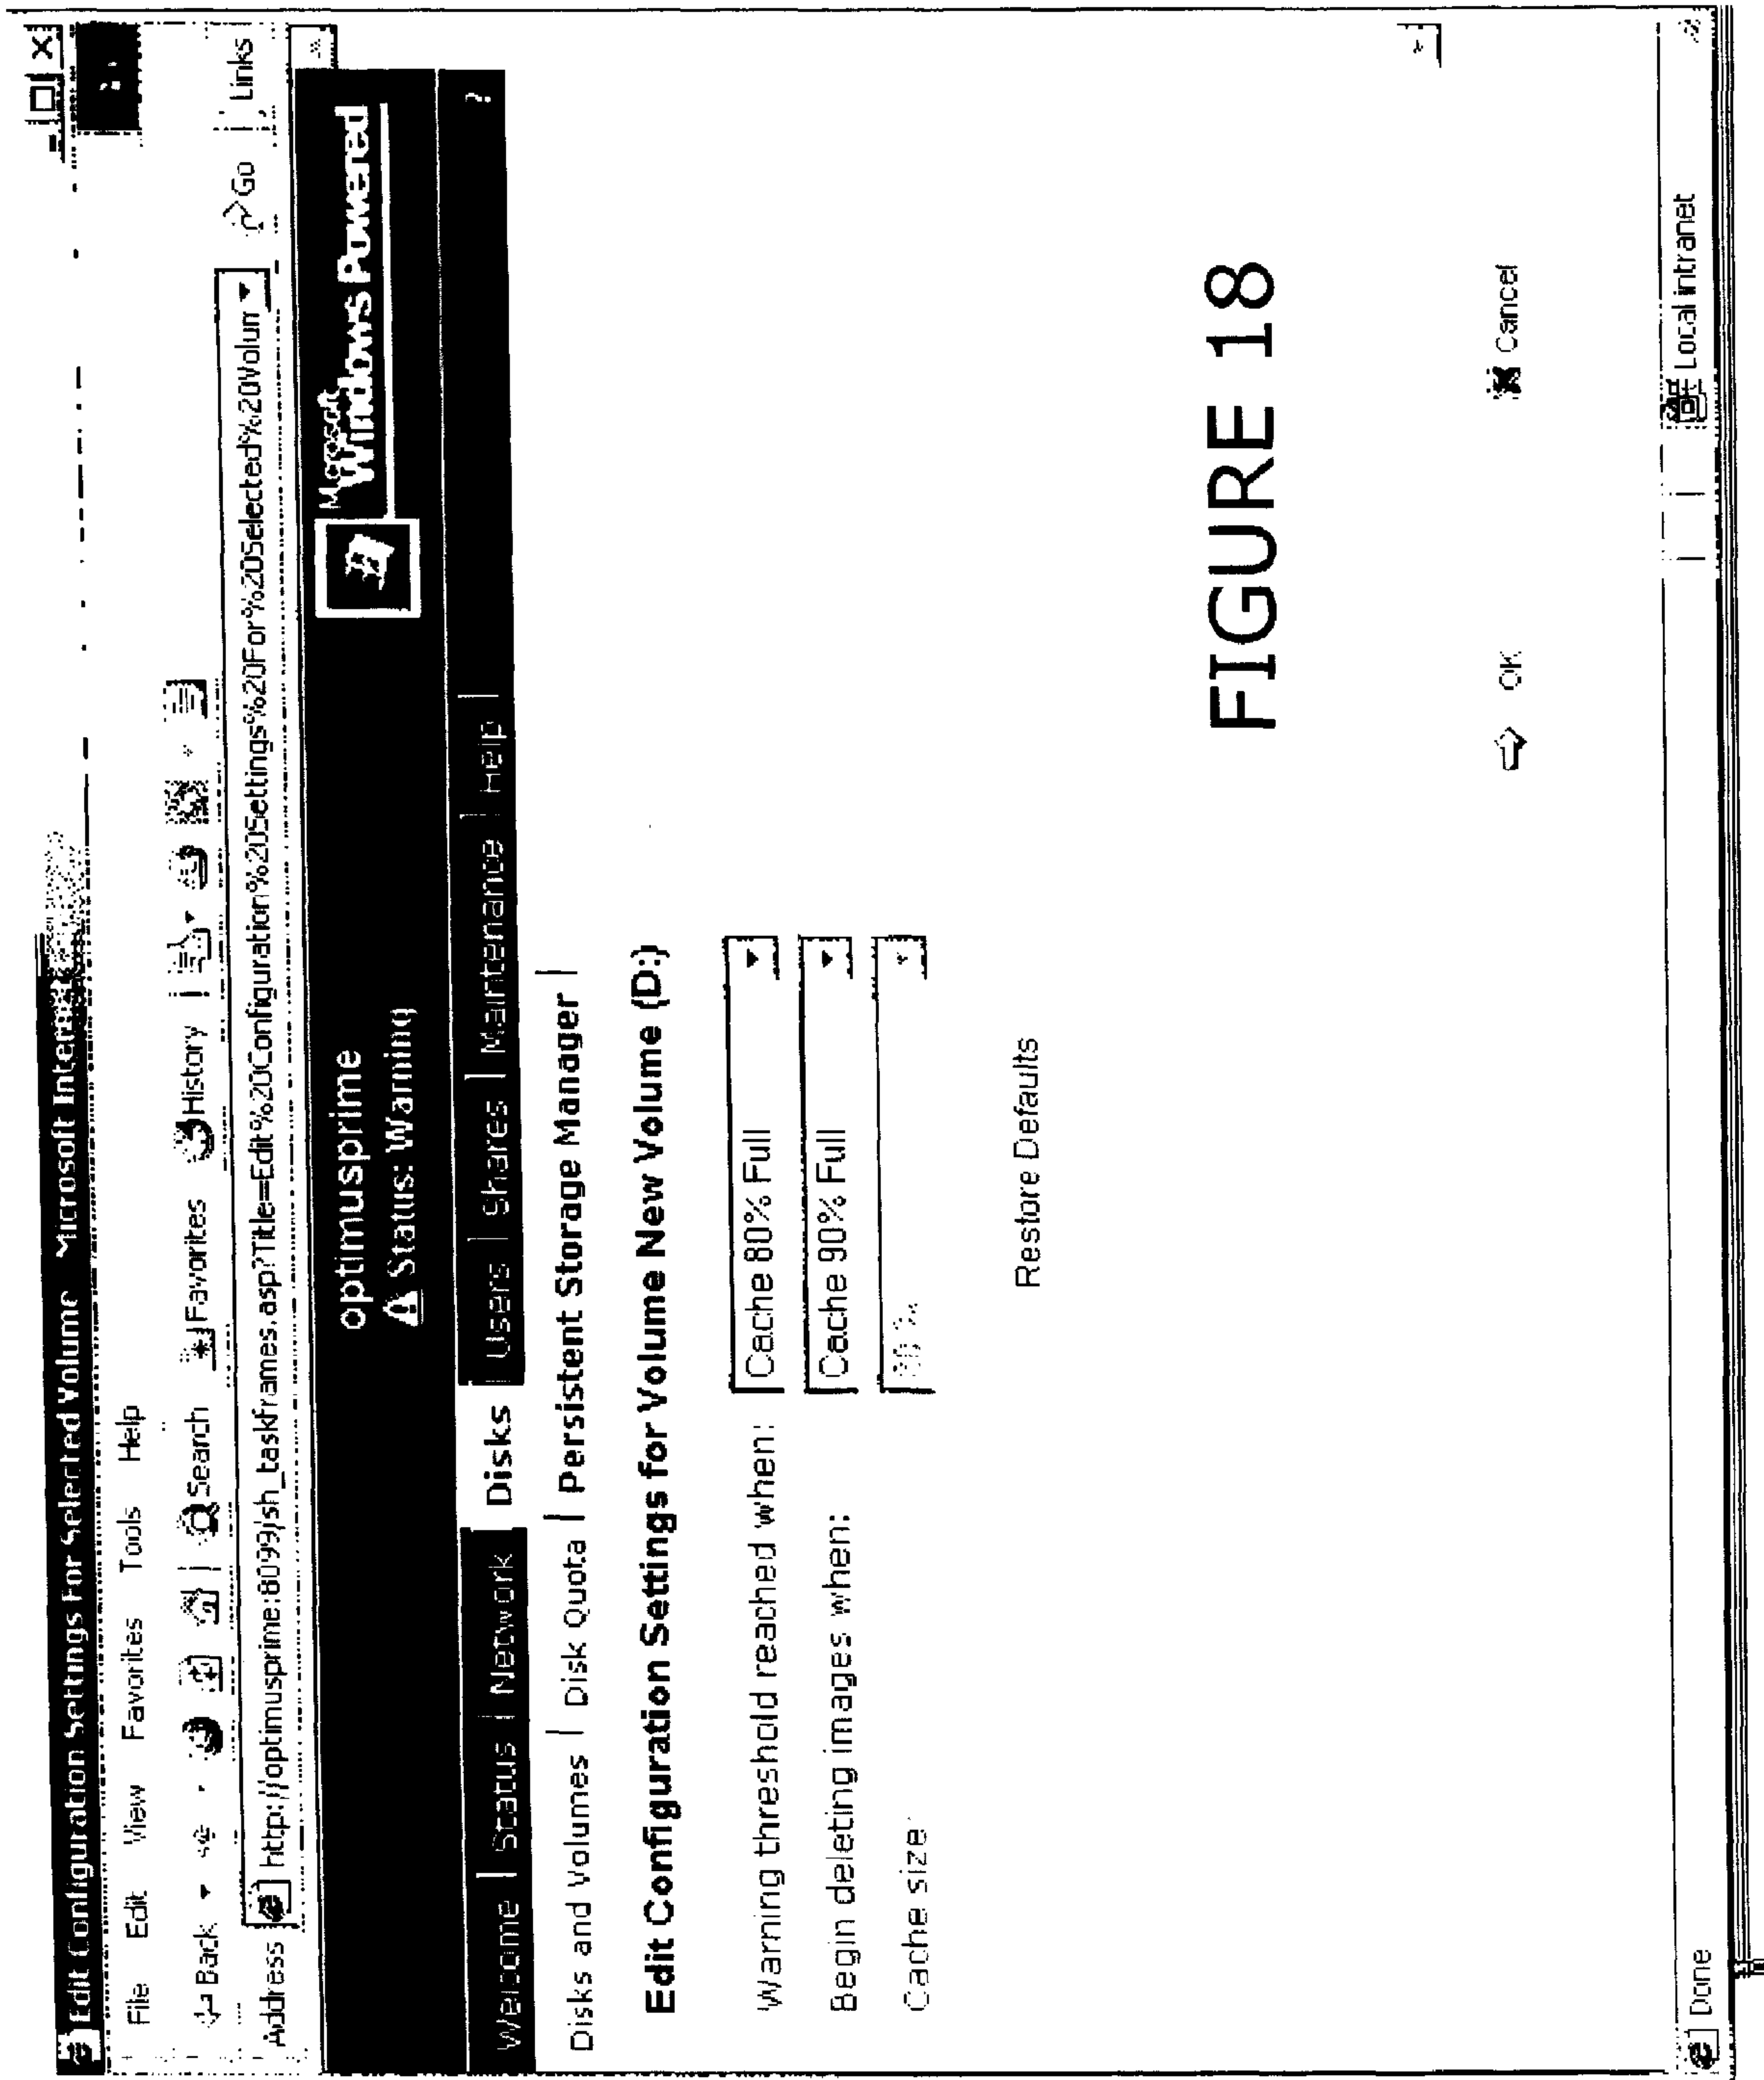 Edit Configuration Settings For Selected Volume Microsoft Internet
File Edit View Favorites Tools Help
Back Search Favorites History
Address http://optimusprime:8099/sh_taskframes.asp?Title=Edit%20Configuration%20Settings%20For%20Selected%20Volum Go Links
optimusprime
Status: Warning
Microsoft
Windows Powered
Welcome | Status | Network | Disks | Users | Shares | Maintenance | Help | ?
Disks and Volumes | Disk Quota | Persistent Storage Manager |
Edit Configuration Settings for Volume New Volume (D:)
Warning threshold reached when: Cache 80% Full
Begin deleting images when: Cache 90% Full
Cache size:
Restore Defaults
FIGURE 18
OK Cancel
Done Local intranet